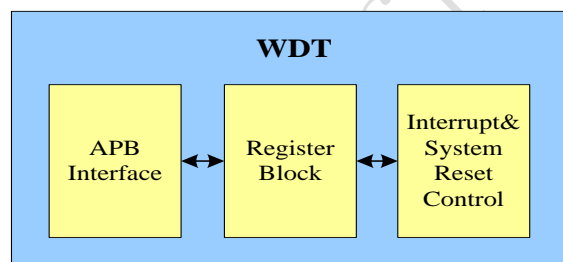 WDT
APB
Interface
Register
Block
Interrupt&
System
Reset
Control